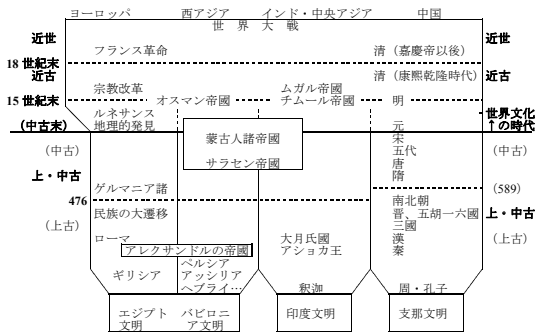 ヨーロッパ 西アジア インド・中央アジア 中国
世 界 大 戦
近世 近世
フランス革命 清（嘉慶帝以後）
18 世紀末
近古 清（康熙乾隆時代） 近古
宗教改革 ムガル帝國
15 世紀末 オスマン帝國 チムール帝國 明
ルネサンス 世界文化
（中古末） 地理的発見 元 ↑の時代
蒙古人諸帝國 宋
（中古） 五代 （中古）
サラセン帝國 唐
上・中古 隋
ゲルマニア諸 （589）
476 南北朝
民族の大遷移 晋、五胡一六國 上・中古
（上古） 三國
ローマ 大月氏國 漢 （上古）
アレクサンドルの帝國 アショカ王 秦
ペルシア
ギリシア アッシリア
ヘブライ… 釈迦 周・孔子
エジプト バビロニ 印度文明 支那文明
文明 ア文明